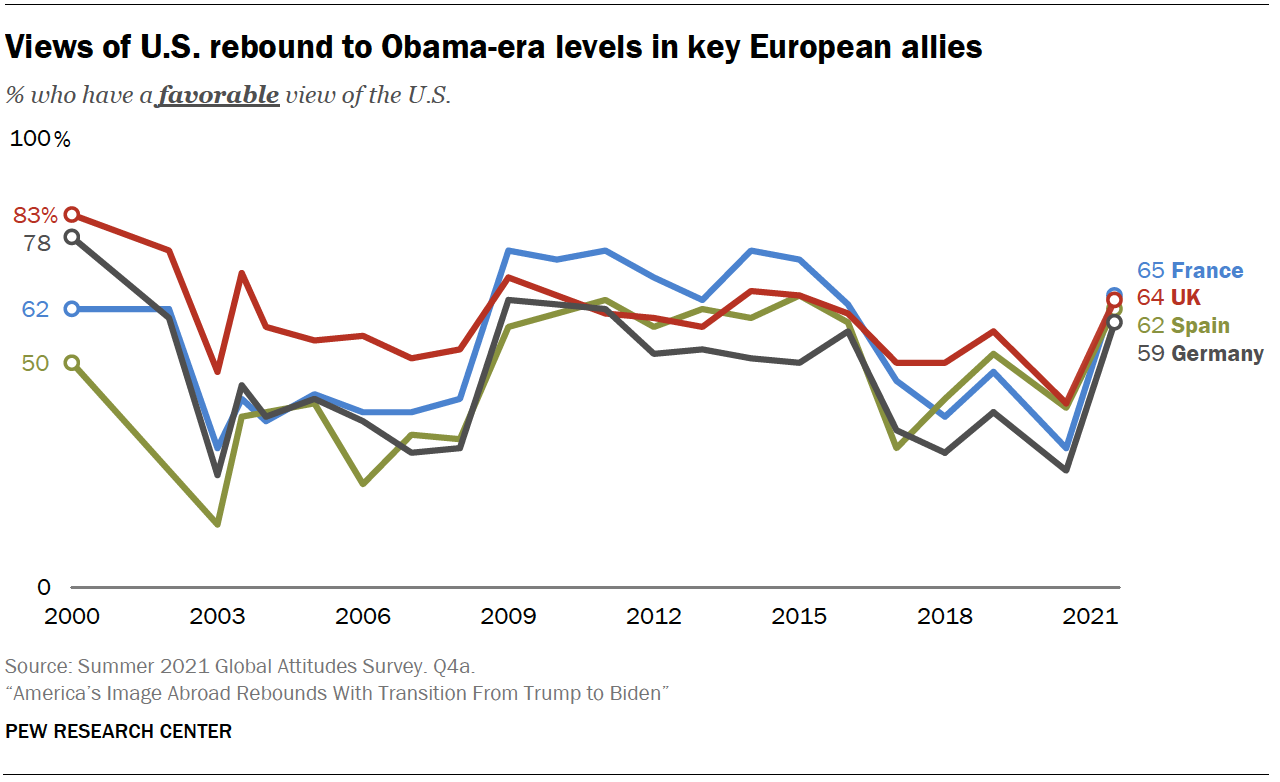 Views of U.S. rebound to Obama-era levels in key European allies
% who have a favorable view of the U.S.
100%
83%
78
62
50
65 France
64 UK
62 Spain
59 Germany
0
2000 2003 2006 2009 2012 2015 2018 2021
Source: Summer 2021 Global Attitudes Survey. Q4a.
“America’s Image Abroad Rebounds With Transition From Trump to Biden”
PEW RESEARCH CENTER